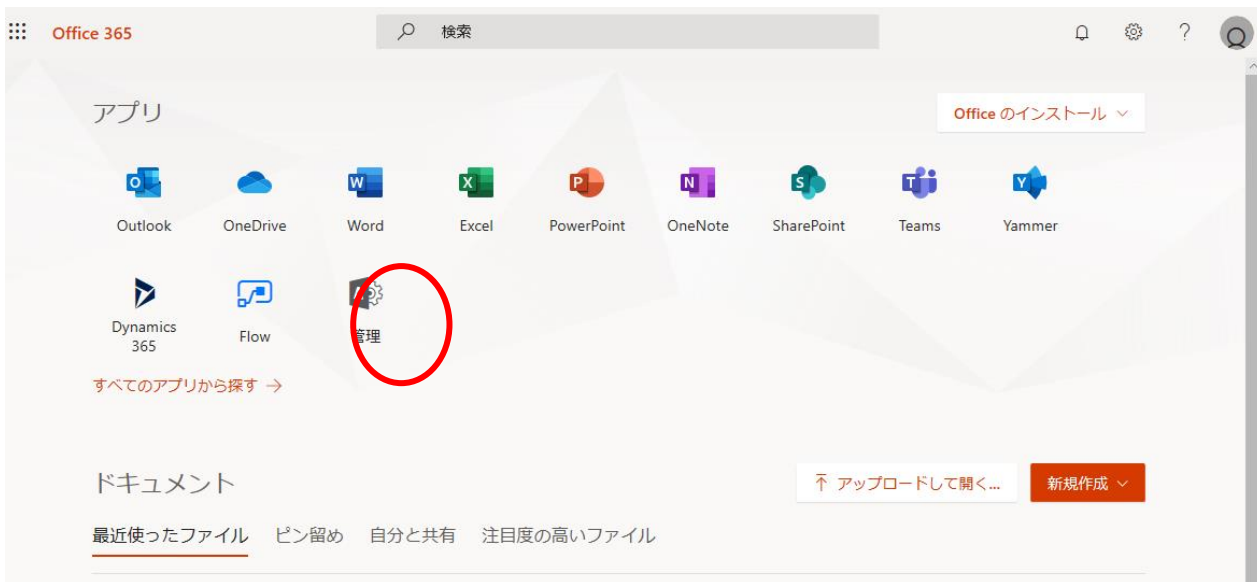 Office 365
検索
アプリ
Office のインストール
Outlook
OneDrive
Word
Excel
PowerPoint
OneNote
SharePoint
Teams
Yammer
Dynamics
365
Flow
管理
すべてのアプリから探す →
ドキュメント
アップロードして開く...
新規作成
最近使ったファイル
ピン留め
自分と共有
注目度の高いファイル